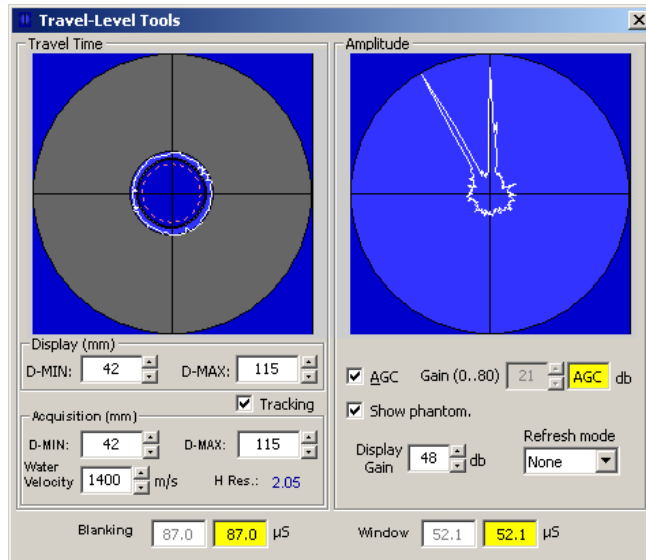 Travel-Level Tools
Travel Time
Display (mm)
D-MIN: 42 D-MAX: 115
Tracking
Acquisition (mm)
D-MIN: 42 D-MAX: 115
Water
Velocity 1400 m/s H Res.: 2.05
Amplitude
AGC Gain (0..80) 21 AGC db
Show phantom.
Display
Gain 48 db
Refresh mode
None
Blanking 87.0 87.0 µS Window 52.1 52.1 µS